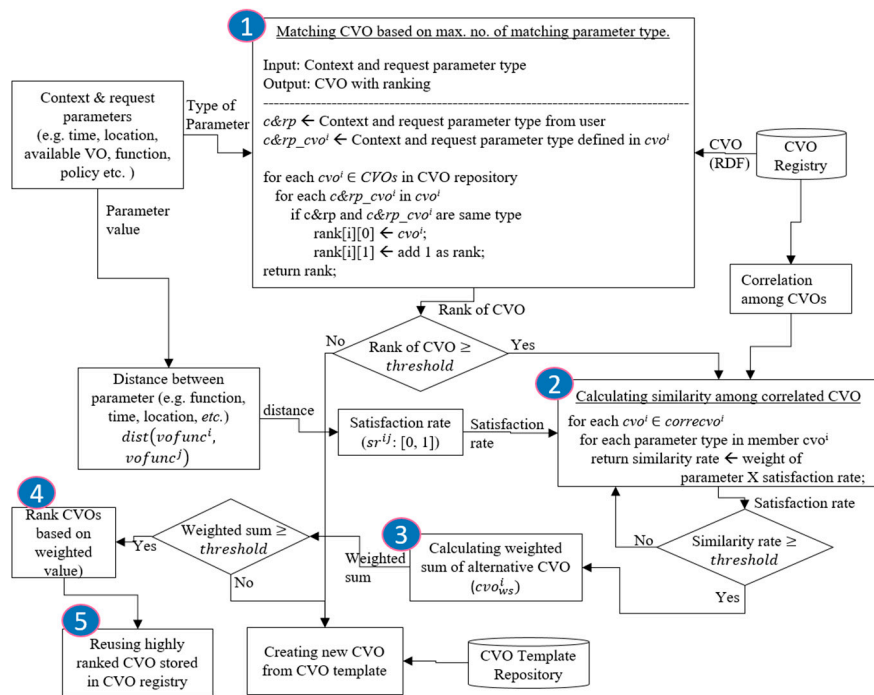 1
Matching CVO based on max. no. of matching parameter type.
Input: Context and request parameter type
Output: CVO with ranking
c&rp ← Context and request parameter type from user
c&rp_cvoⁱ ← Context and request parameter type defined in cvoⁱ
for each cvoⁱ ∈ CVOs in CVO repository
for each c&rp_cvoⁱ in cvoⁱ
if c&rp and c&rp_cvoⁱ are same type
rank[i][0] ← cvoⁱ;
rank[i][1] ← add 1 as rank;
return rank;
Context & request
parameters
(e.g. time, location,
available VO, function,
policy etc. )
Type of
Parameter
Parameter
value
CVO
(RDF)
CVO
Registry
Correlation
among CVOs
Rank of CVO
No
Rank of CVO ≥
threshold
Yes
Distance between
parameter (e.g. function,
time, location, etc.)
dist(vofuncⁱ,
vofuncʲ)
distance
Satisfaction rate
(srⁱʲ: [0, 1])
Satisfaction
rate
2
Calculating similarity among correlated CVO
for each cvoⁱ ∈ correcvoⁱ
for each parameter type in member cvoⁱ
return similarity rate ← weight of
parameter X satisfaction rate;
Satisfaction rate
No
Similarity rate ≥
threshold
Yes
3
Calculating weighted
sum of alternative CVO
(cvoⁱ_ws)
Weighted
sum
Weighted sum ≥
threshold
Yes
No
4
Rank CVOs
based on
weighted
value)
5
Reusing highly
ranked CVO stored
in CVO registry
Creating new CVO
from CVO template
CVO Template
Repository